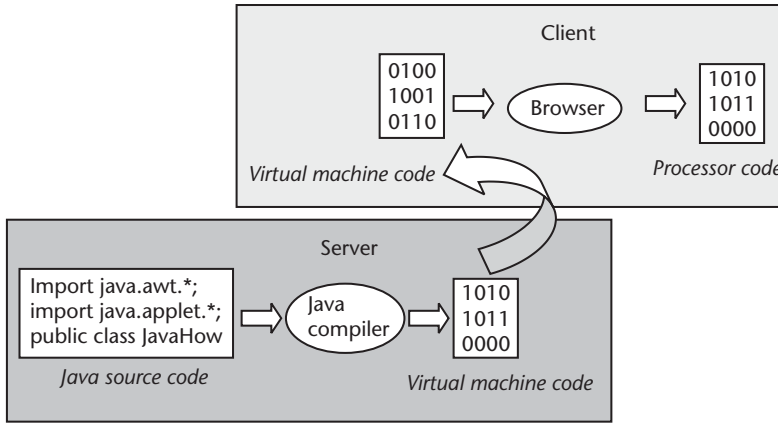 Client
0100
1001
0110
Browser
1010
1011
0000
Virtual machine code
Processor code
Server
Import java.awt.*;
import java.applet.*;
public class JavaHow
Java
compiler
1010
1011
0000
Java source code
Virtual machine code